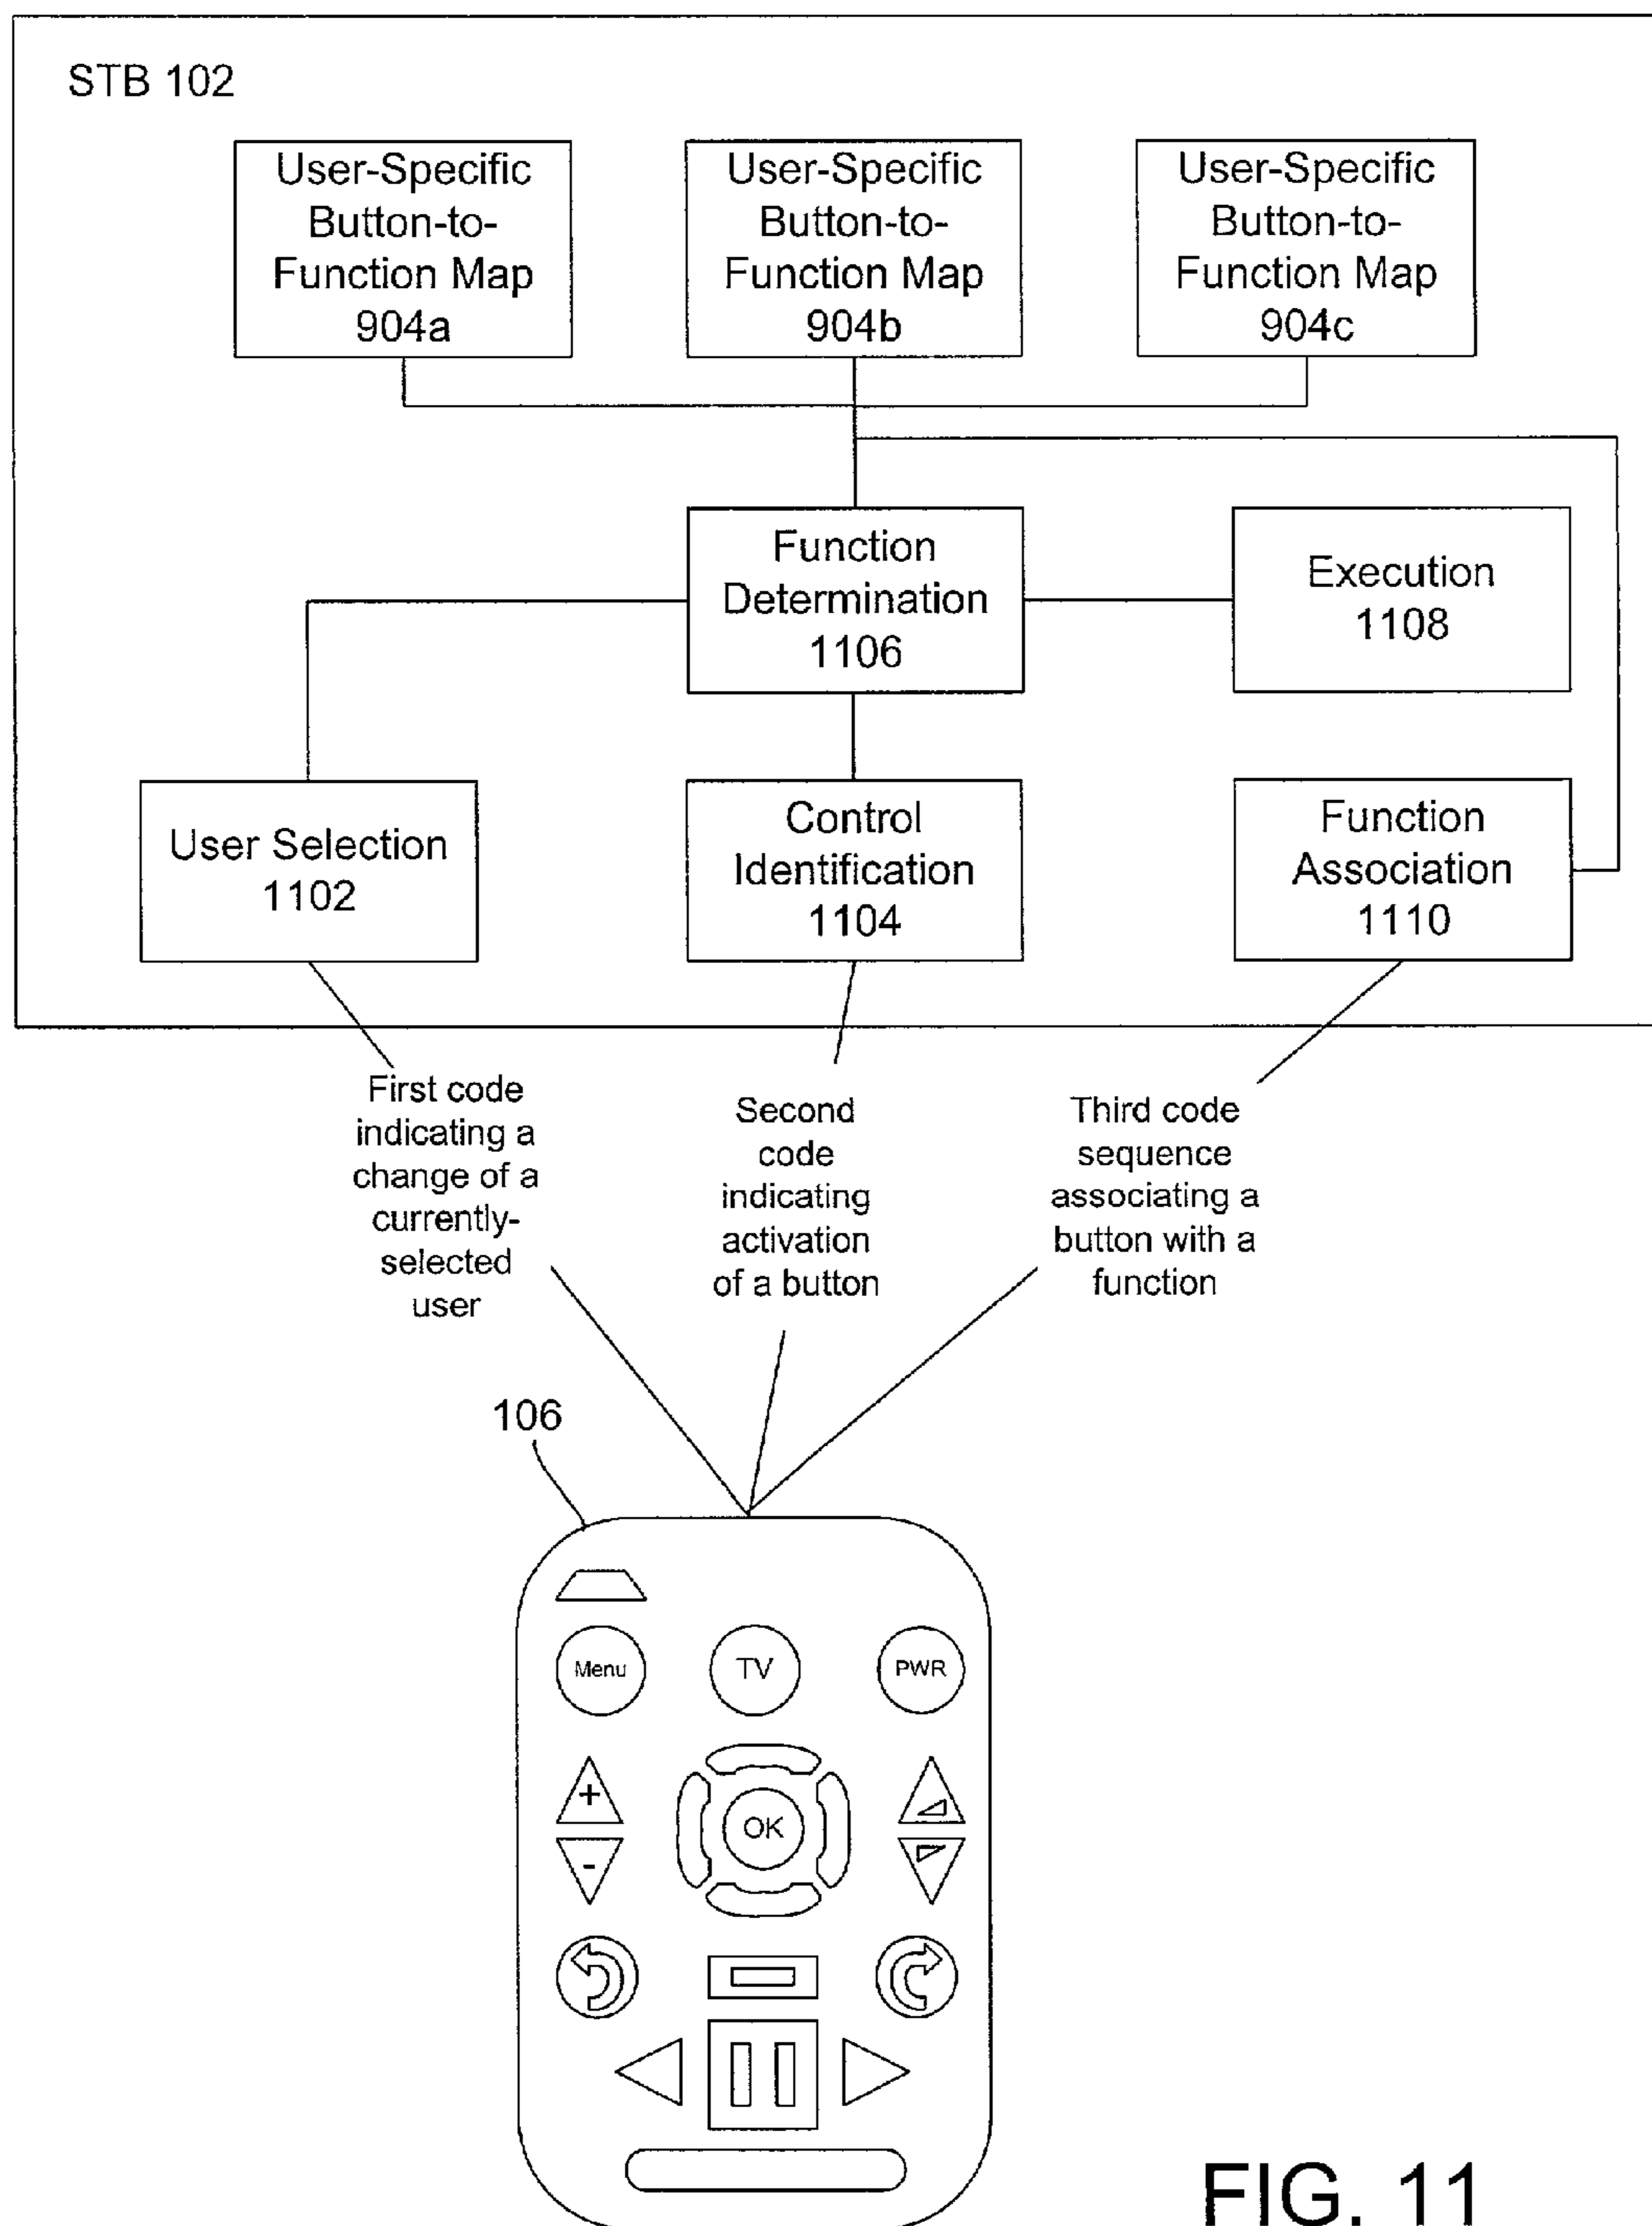 STB 102
User-Specific
Button-to-
Function Map
904a
User-Specific
Button-to-
Function Map
904b
User-Specific
Button-to-
Function Map
904c
Function
Determination
1106
Execution
1108
User Selection
1102
Control
Identification
1104
Function
Association
1110
First code
indicating a
change of a
currently-
selected
user
Second
code
indicating
activation
of a button
Third code
sequence
associating a
button with a
function
106
Menu
TV
PWR
+
OK
-
FIG. 11